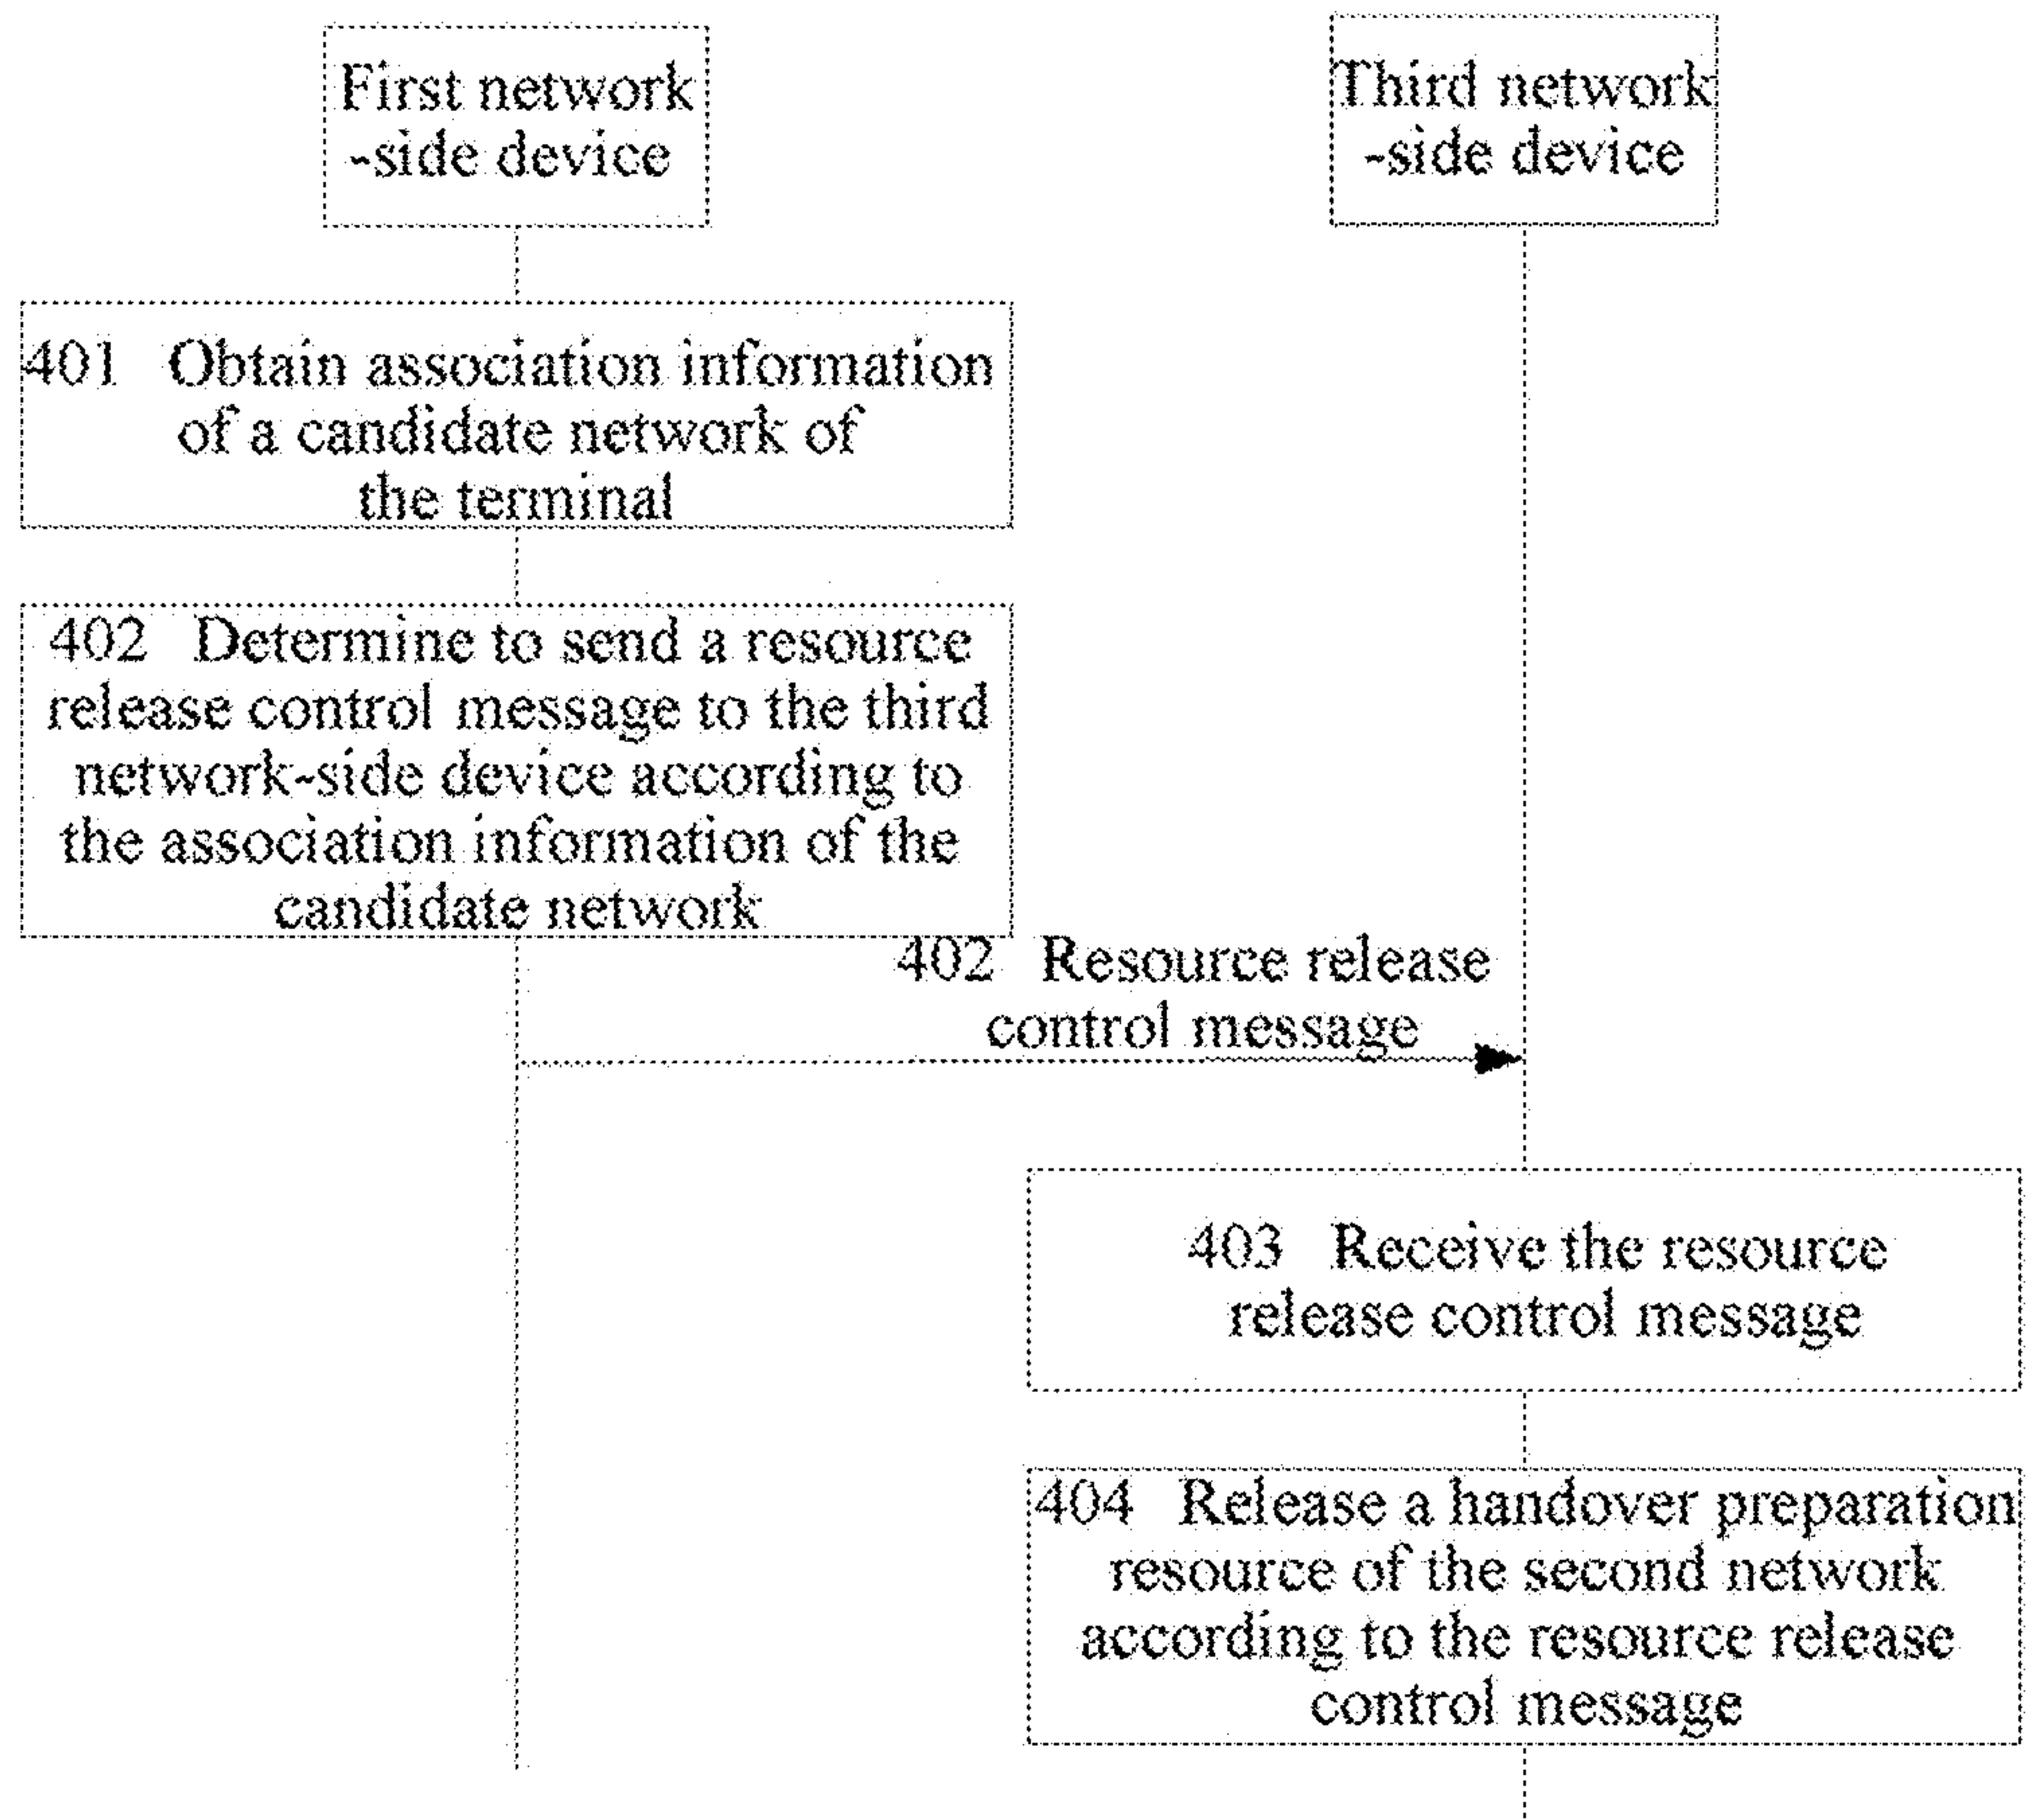 First network
-side device
Third network
-side device
401 Obtain association information
of a candidate network of
the terminal
402 Determine to send a resource
release control message to the third
network-side device according to
the association information of the
candidate network
402 Resource release
control message
403 Receive the resource
release control message
404 Release a handover preparation
resource of the second network
according to the resource release
control message